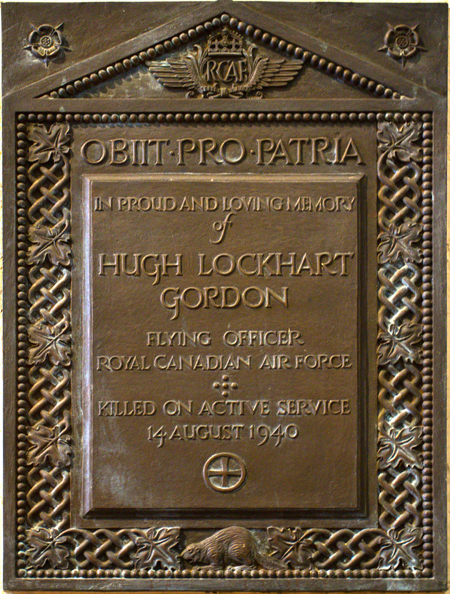 RCAF
OBIIT·PRO·PATRIA
IN PROUD AND LOVING MEMORY
of
HUGH LOCKHART
GORDON
FLYING OFFICER
ROYAL CANADIAN AIR FORCE
KILLED ON ACTIVE SERVICE
14·AUGUST 1940